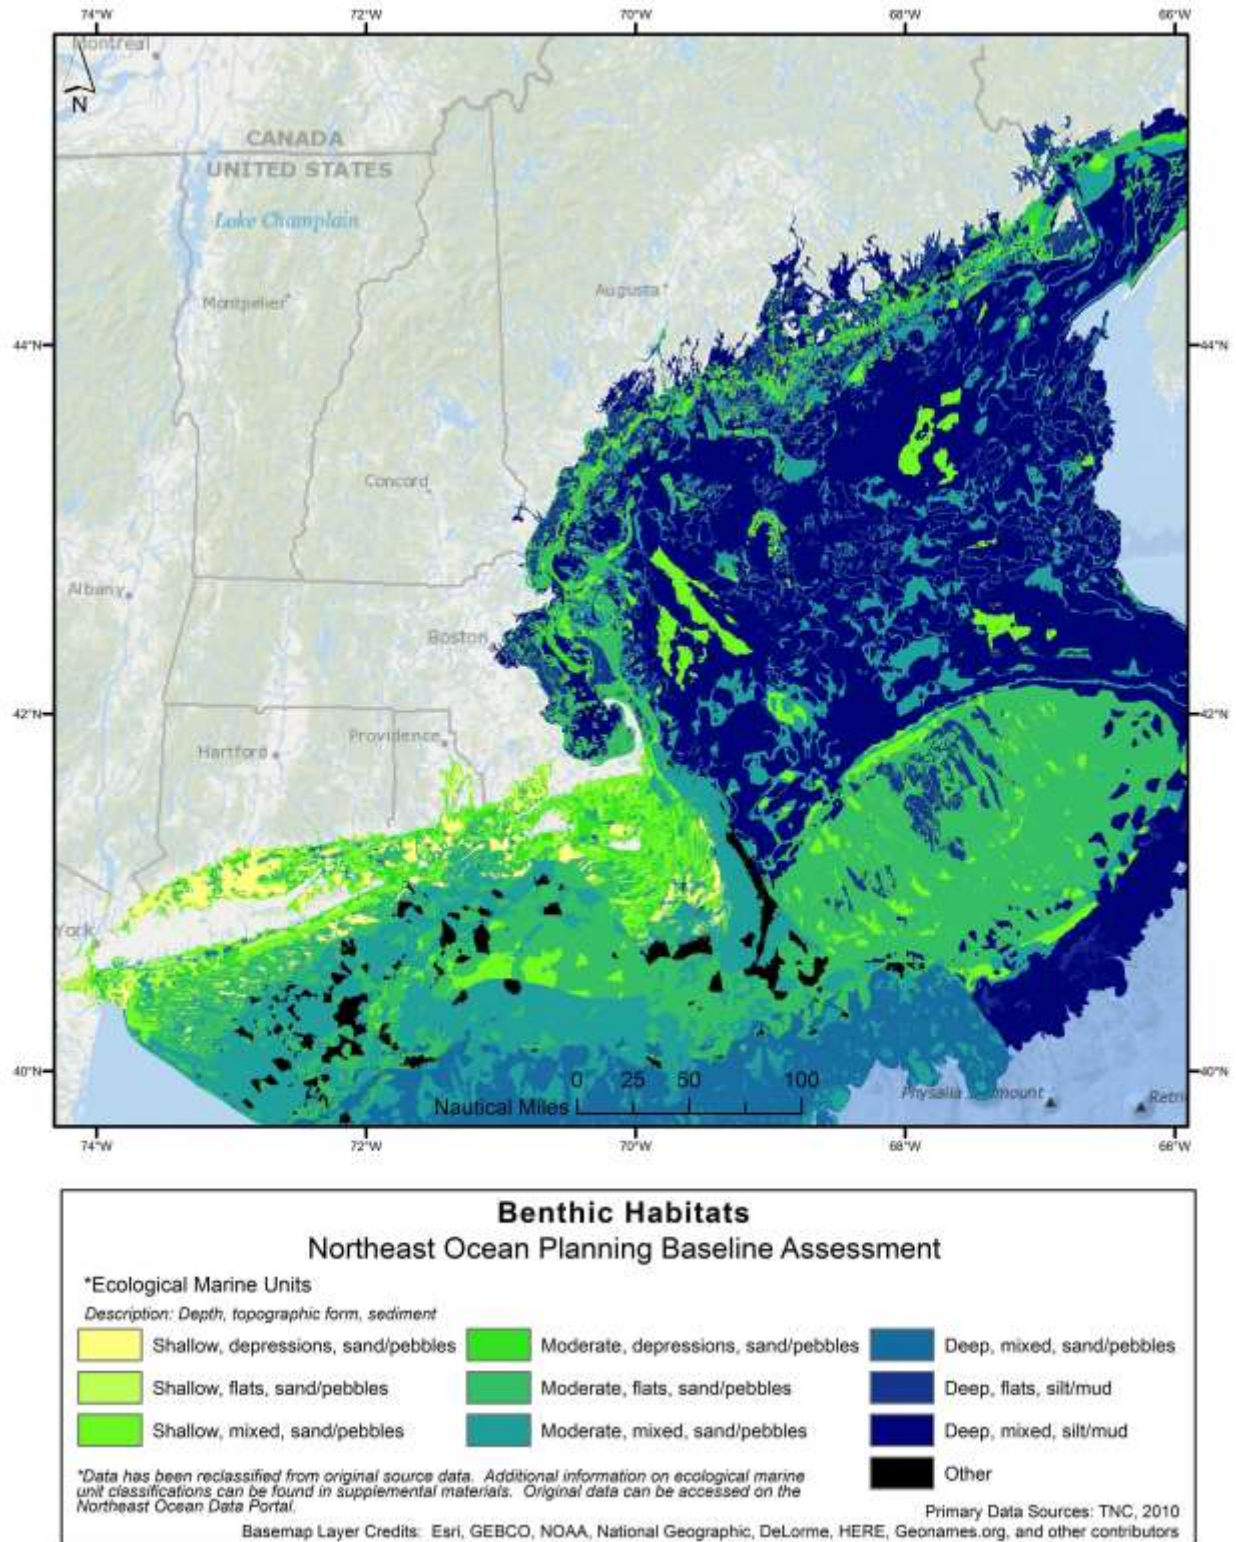 74°W 72°W 70°W 68°W 66°W
Montreal
N
CANADA
UNITED STATES
Lake Champlain
Montpelier
Augusta
44°N 44°N
Concord
Albany
Boston
42°N 42°N
Providence
Hartford
York
40°N 40°N
0 25 50 100
Nautical Miles
Physalia
74°W 72°W 70°W 68°W 66°W
Benthic Habitats
Northeast Ocean Planning Baseline Assessment
*Ecological Marine Units
Description: Depth, topographic form, sediment
Shallow, depressions, sand/pebbles
Moderate, depressions, sand/pebbles
Deep, mixed, sand/pebbles
Shallow, flats, sand/pebbles
Moderate, flats, sand/pebbles
Deep, flats, silt/mud
Shallow, mixed, sand/pebbles
Moderate, mixed, sand/pebbles
Deep, mixed, silt/mud
Other
*Data has been reclassified from original source data. Additional information on ecological marine
unit classifications can be found in supplemental materials. Original data can be accessed on the
Northeast Ocean Data Portal.
Primary Data Sources: TNC, 2010
Basemap Layer Credits: Esri, GEBCO, NOAA, National Geographic, DeLorme, HERE, Geonames.org, and other contributors